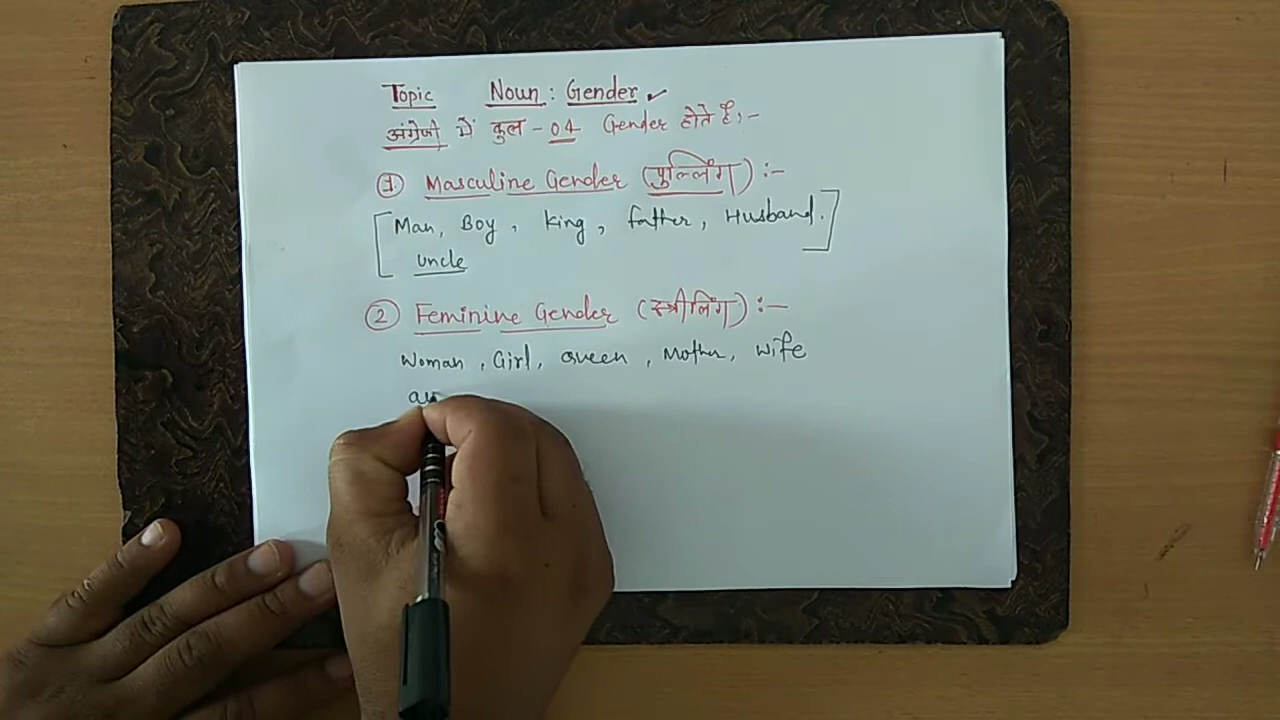 Topic Noun : Gender ✓
अंग्रेजी में कुल - 04 Gender होते है :-
① Masculine Gender (पुल्लिंग) :-
[Man, Boy, King, father, Husband.]
uncle
② Feminine Gender (स्त्रीलिंग) :-
Woman, Girl, Queen, Mother, wife
au